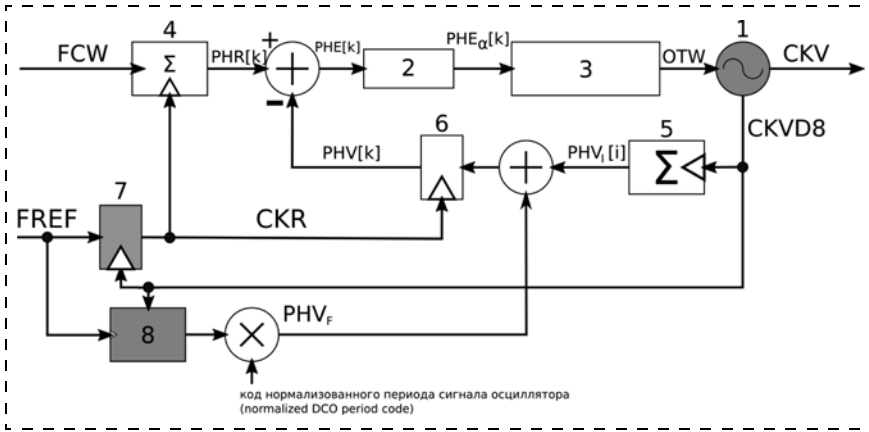 4
1
FCW
Σ
PHR[k]
+
PHE[k]
2
PHEα[k]
3
OTW
CKV
−
6
5
CKVD8
PHV[k]
PHVI[i]
Σ
7
FREF
CKR
8
PHVF
код нормализованного периода сигнала осциллятора
(normalized DCO period code)